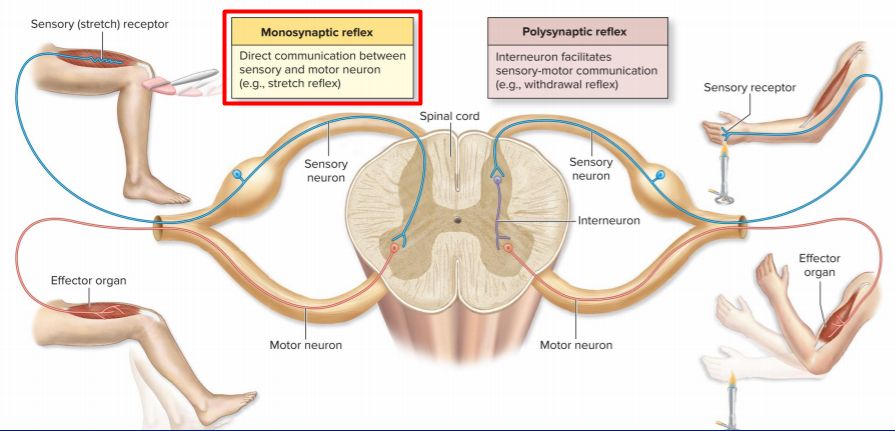 Sensory (stretch) receptor
Monosynaptic reflex
Direct communication between
sensory and motor neuron
(e.g., stretch reflex)
Polysynaptic reflex
Interneuron facilitates
sensory-motor communication
(e.g., withdrawal reflex)
Sensory receptor
Spinal cord
Sensory
neuron
Sensory
neuron
Interneuron
Effector organ
Effector
organ
Motor neuron
Motor neuron